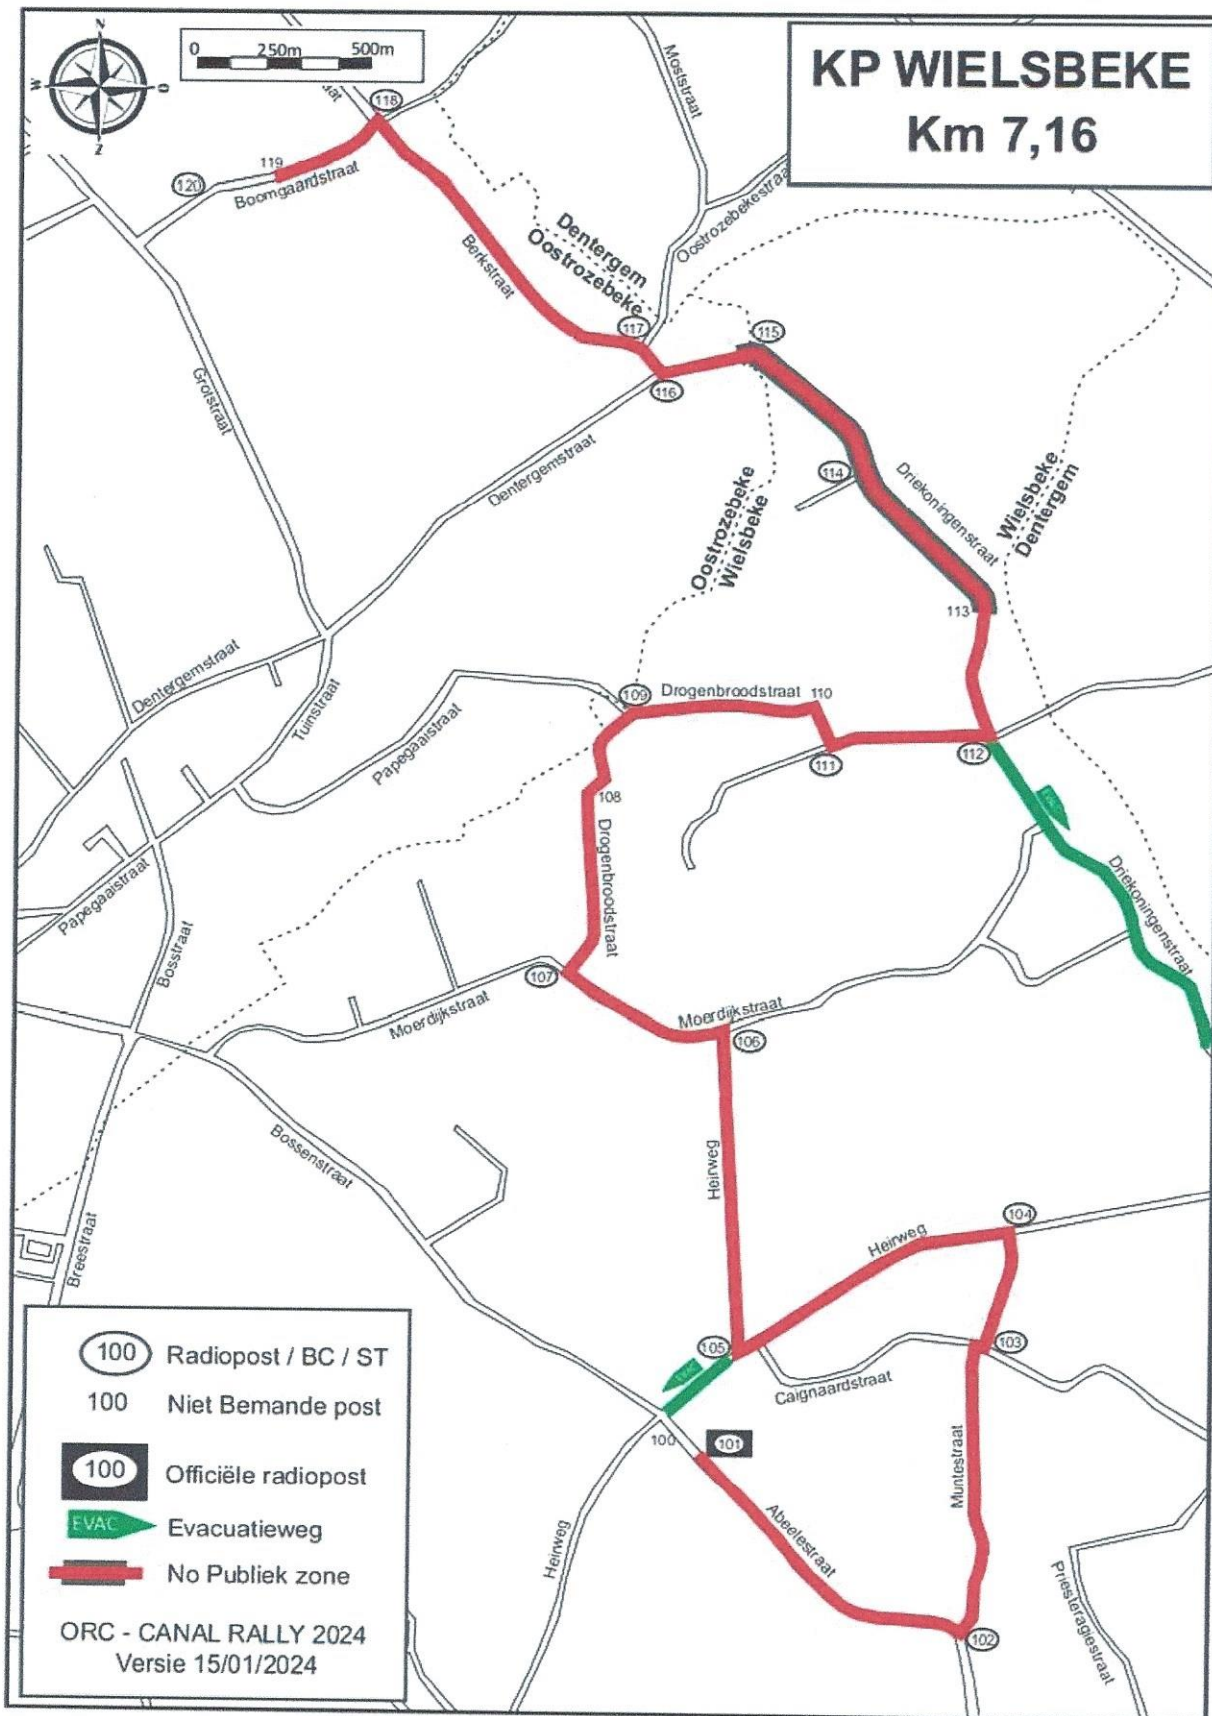 N
W
O
Z
0 250m 500m
KP WIELSBEKE
Km 7,16
118
119
120
Boomgaardstraat
Moststraat
Oostrozebekestraat
Dentergem
Oostrozebeke
Berkstraat
117
116
115
Grotstraat
Dentergemstraat
114
Driekoningenstraat
Oostrozebeke
Wielsbeke
Wielsbeke
Dentergem
113
Dentergemstraat
Tuinstraat
Papegaaistraat
109
Drogenbroodstraat
110
111
112
EVAC
108
Drogenbroodstraat
Driekoningenstraat
Papegaaistraat
Bosstraat
107
Moerdijkstraat
Moerdijkstraat
106
Bossenstraat
Heirweg
Breestraat
Heirweg
104
105
103
EVAC
Caignaardstraat
100
101
Muntestraat
Abeelestraat
Heirweg
Priesteragiestraat
102
100 Radiopost / BC / ST
100 Niet Bemande post
100 Officiële radiopost
EVAC Evacuatieweg
No Publiek zone
ORC - CANAL RALLY 2024
Versie 15/01/2024